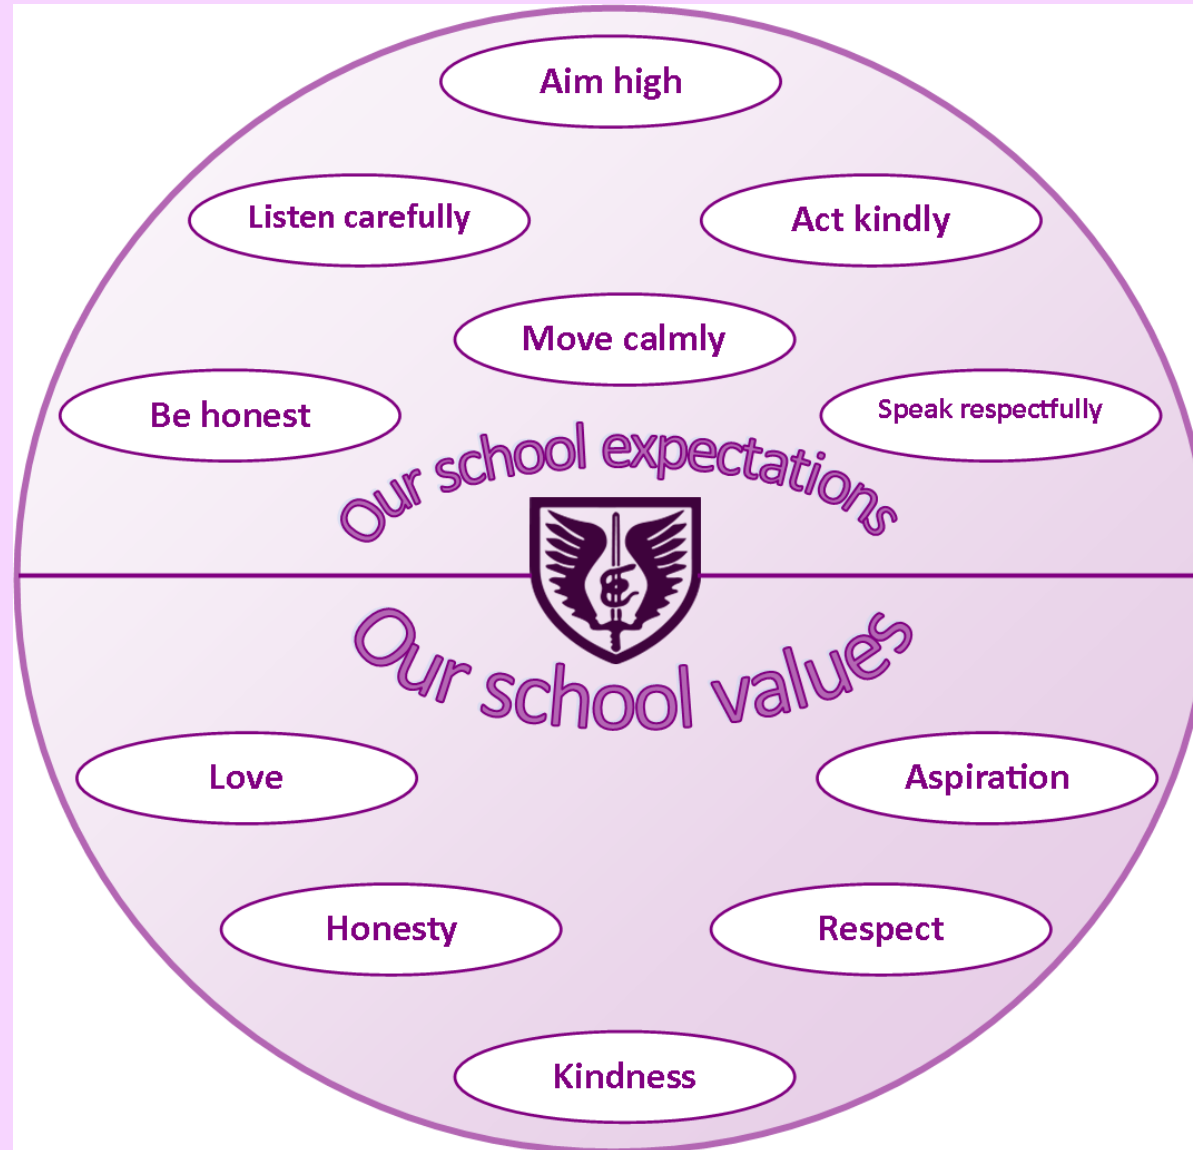 Aim high
Listen carefully
Act kindly
Move calmly
Be honest
Speak respectfully
Our school expectations
Our school values
Love
Aspiration
Honesty
Respect
Kindness